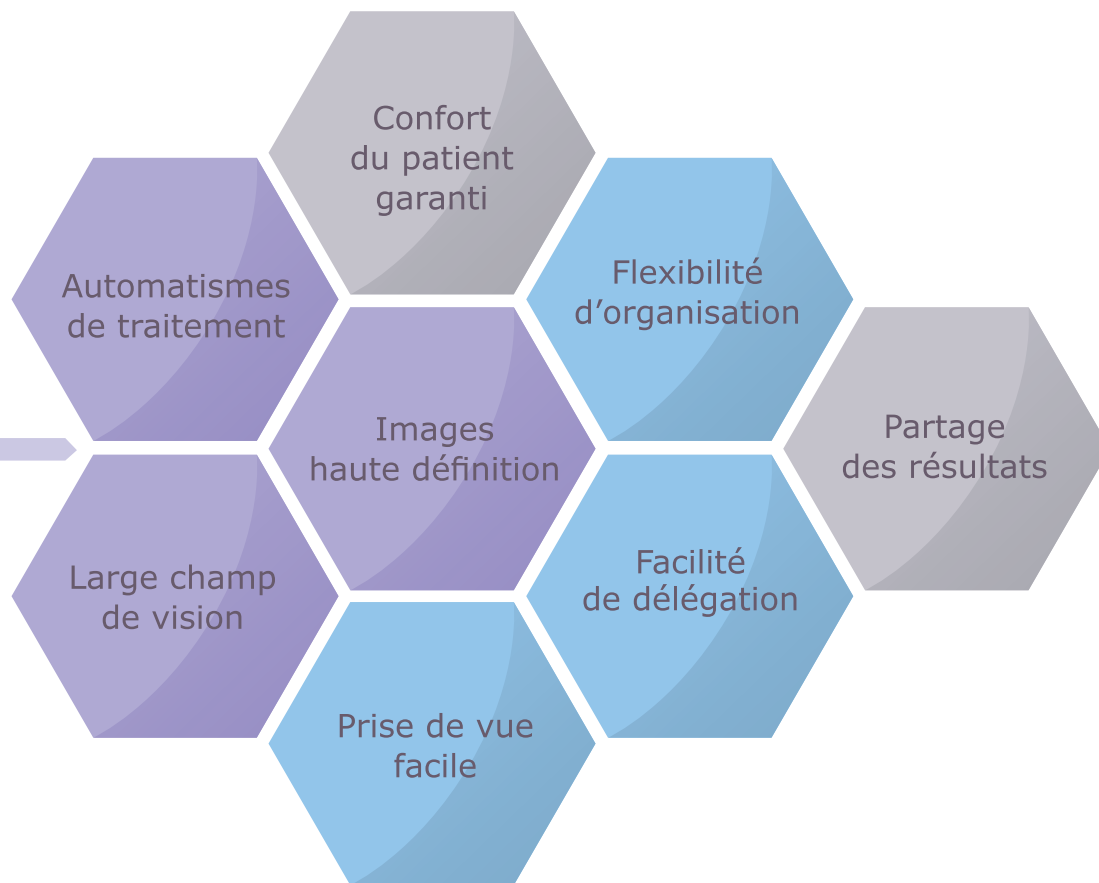 Confort
du patient
garanti
Automatismes
de traitement
Flexibilité
d’organisation
Images
haute définition
Partage
des résultats
Large champ
de vision
Facilité
de délégation
Prise de vue
facile